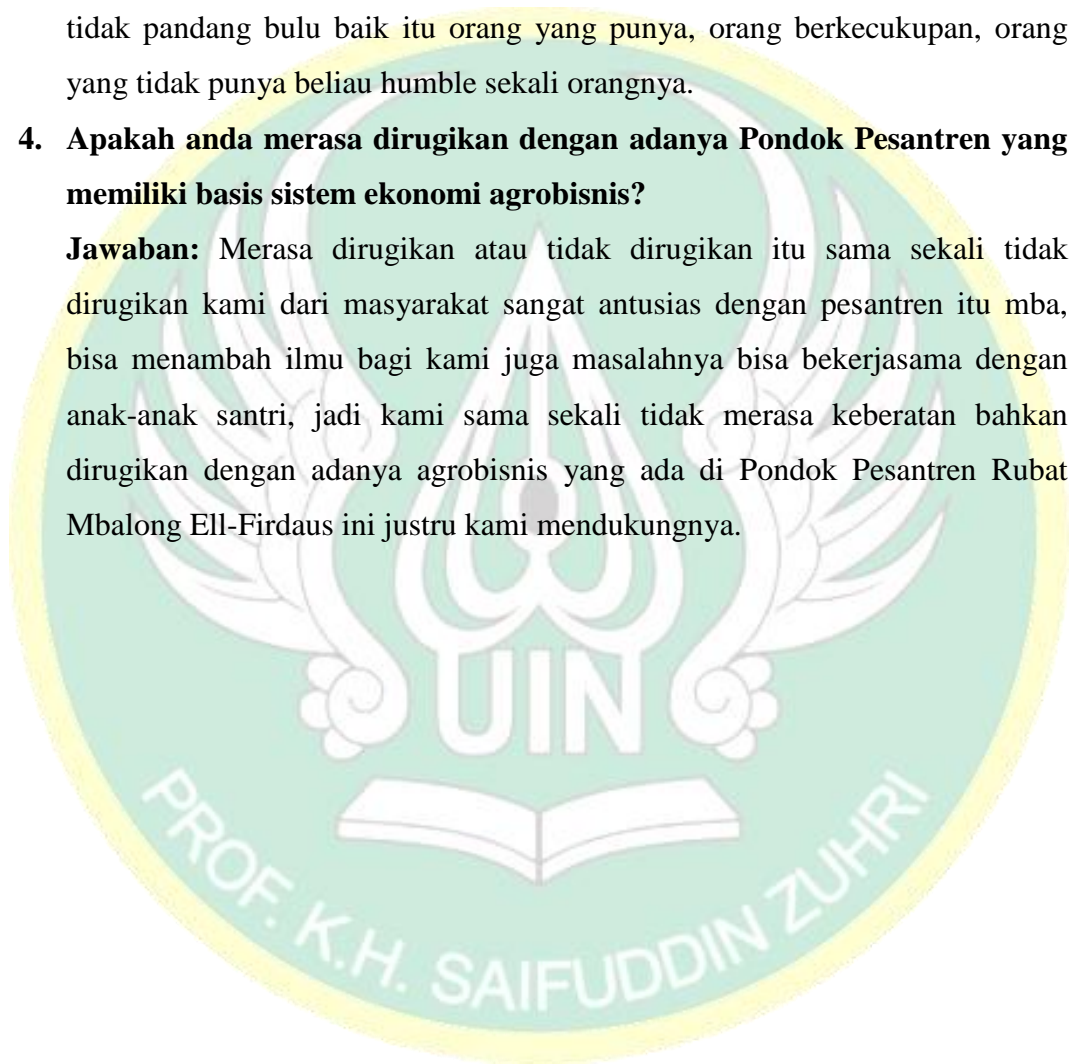 tidak pandang bulu baik itu orang yang punya, orang berkecukupan, orang
yang tidak punya beliau humble sekali orangnya.
4. Apakah anda merasa dirugikan dengan adanya Pondok Pesantren yang
memiliki basis sistem ekonomi agrobisnis?
Jawaban: Merasa dirugikan atau tidak dirugikan itu sama sekali tidak
dirugikan kami dari masyarakat sangat antusias dengan pesantren itu mba,
bisa menambah ilmu bagi kami juga masalahnya bisa bekerjasama dengan
anak-anak santri, jadi kami sama sekali tidak merasa keberatan bahkan
dirugikan dengan adanya agrobisnis yang ada di Pondok Pesantren Rubat
Mbalong Ell-Firdaus ini justru kami mendukungnya.
UIN
PROF. K.H. SAIFUDDIN ZUHRI